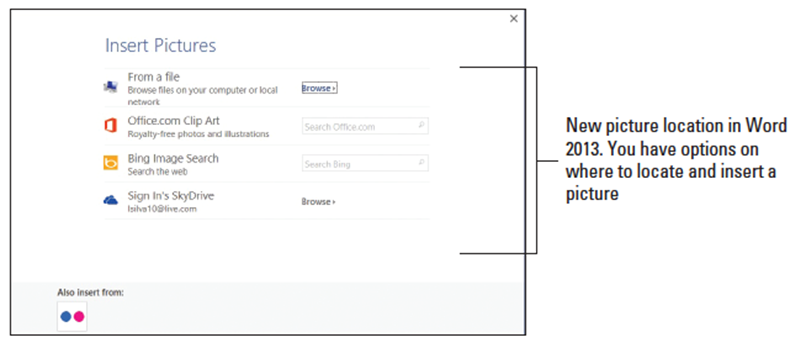 Insert Pictures
From a file
Browse files on your computer or local
network
Browse ›
Office.com Clip Art
Royalty-free photos and illustrations
Search Office.com
Bing Image Search
Search the web
Search Bing
Sign In's SkyDrive
lsilva10@live.com
Browse ›
Also insert from:
New picture location in Word
2013. You have options on
where to locate and insert a
picture